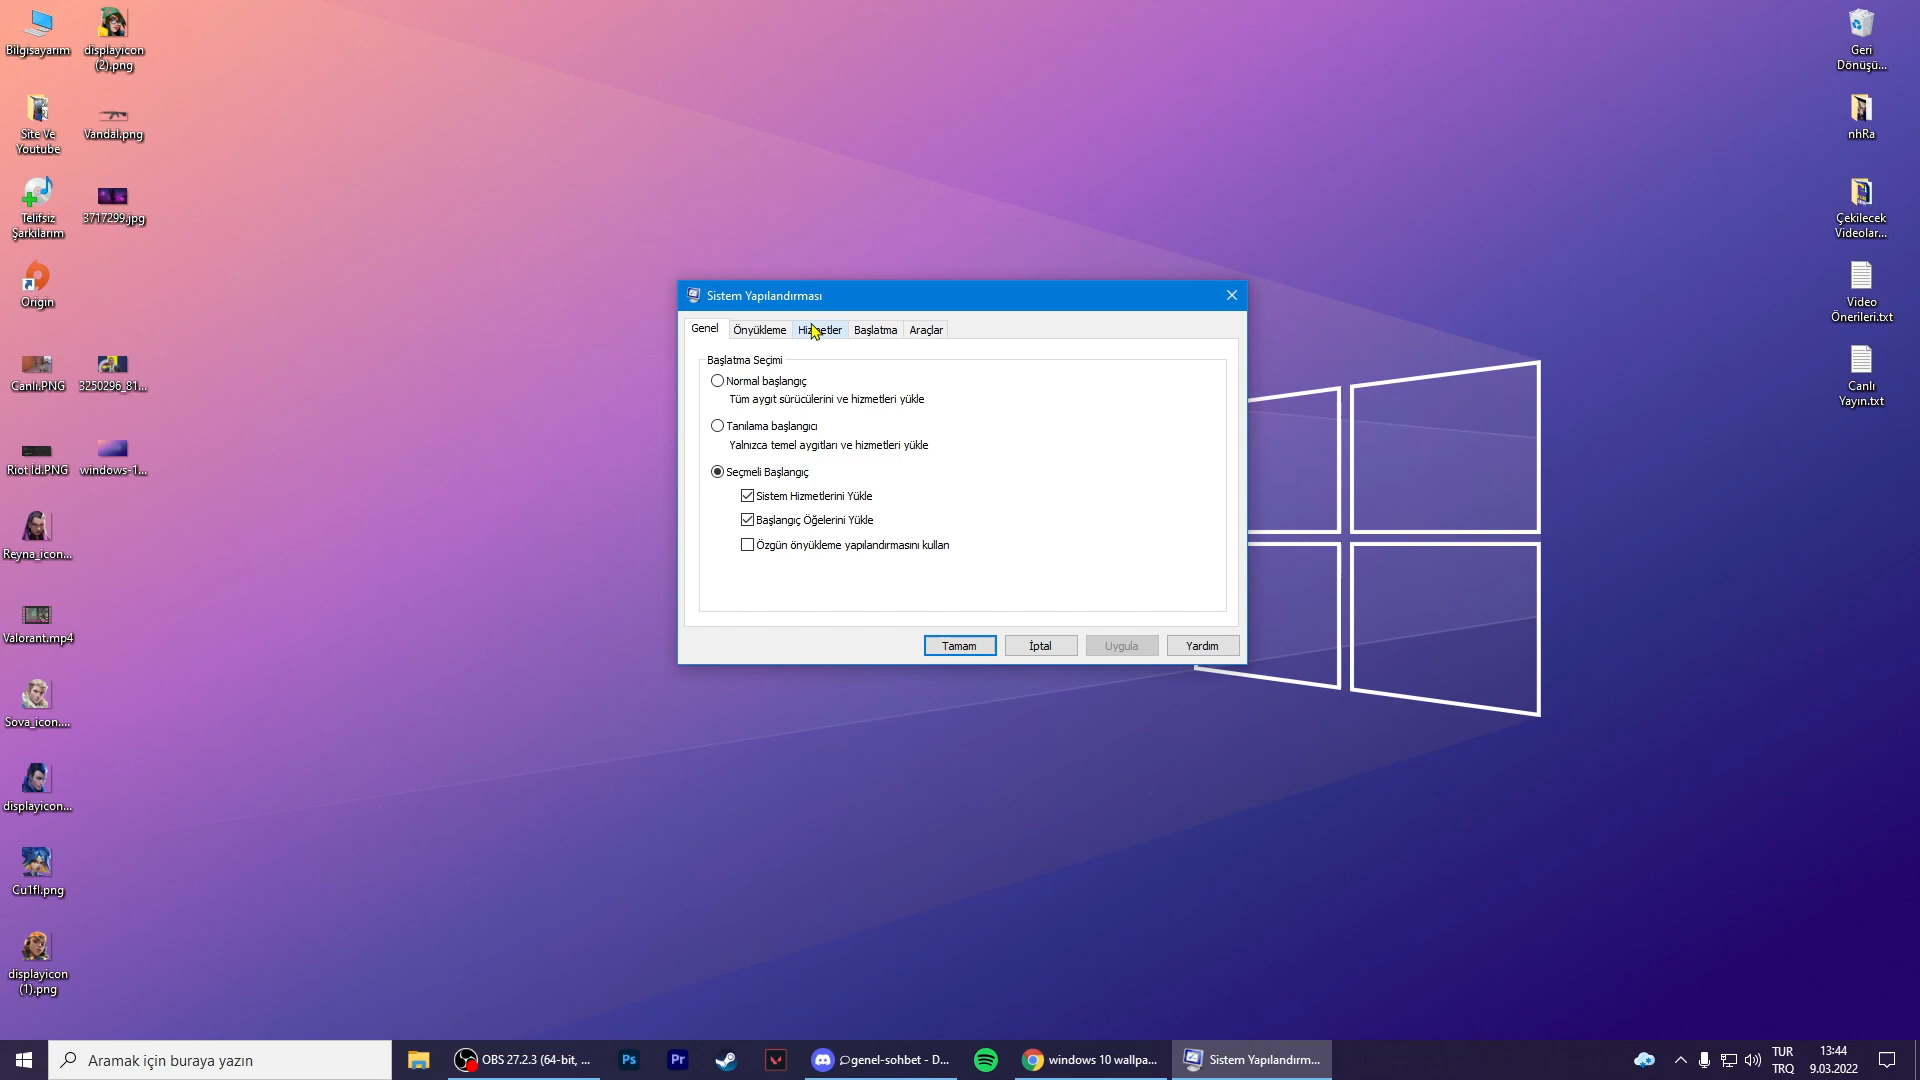 Bilgisayarım
displayicon
(2).png
Site Ve
Youtube
Vandal.png
Telifsiz
Şarkılarım
3717299.jpg
Origin
Canlı.PNG
3250296_81...
Riot Id.PNG
windows-1...
Reyna_icon...
Valorant.mp4
Sova_icon....
displayicon...
Cu1fl.png
displayicon
(1).png
Geri
Dönüşü...
nhRa
Çekilecek
Videolar...
Video
Önerileri.txt
Canlı
Yayın.txt
Sistem Yapılandırması
Genel
Önyükleme
Hizmetler
Başlatma
Araçlar
Başlatma Seçimi
Normal başlangıç
Tüm aygıt sürücülerini ve hizmetleri yükle
Tanılama başlangıcı
Yalnızca temel aygıtları ve hizmetleri yükle
Seçmeli Başlangıç
Sistem Hizmetlerini Yükle
Başlangıç Öğelerini Yükle
Özgün önyükleme yapılandırmasını kullan
Tamam
İptal
Uygula
Yardım
Aramak için buraya yazın
OBS 27.2.3 (64-bit, ...
Ps
Pr
genel-sohbet - D...
windows 10 wallpa...
Sistem Yapılandırm...
TUR
TRQ
13:44
9.03.2022